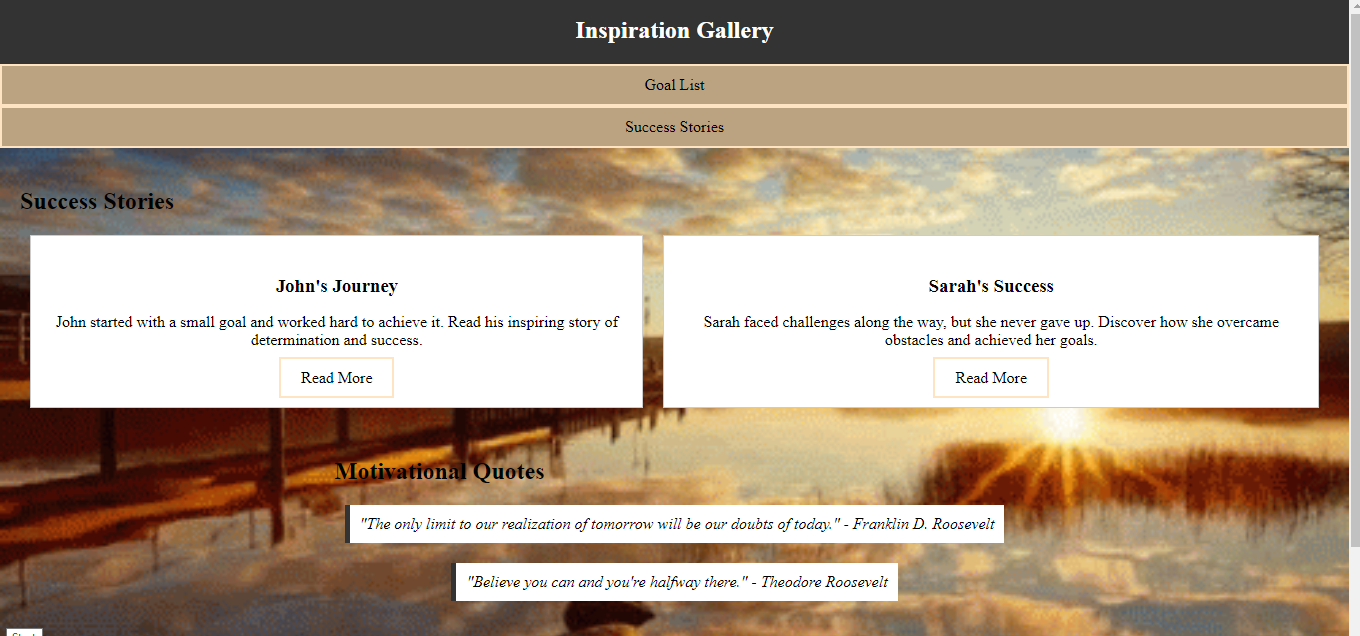 Inspiration Gallery
Goal List
Success Stories
Success Stories
John's Journey
John started with a small goal and worked hard to achieve it. Read his inspiring story of
determination and success.
Read More
Sarah's Success
Sarah faced challenges along the way, but she never gave up. Discover how she overcame
obstacles and achieved her goals.
Read More
Motivational Quotes
"The only limit to our realization of tomorrow will be our doubts of today." - Franklin D. Roosevelt
"Believe you can and you're halfway there." - Theodore Roosevelt